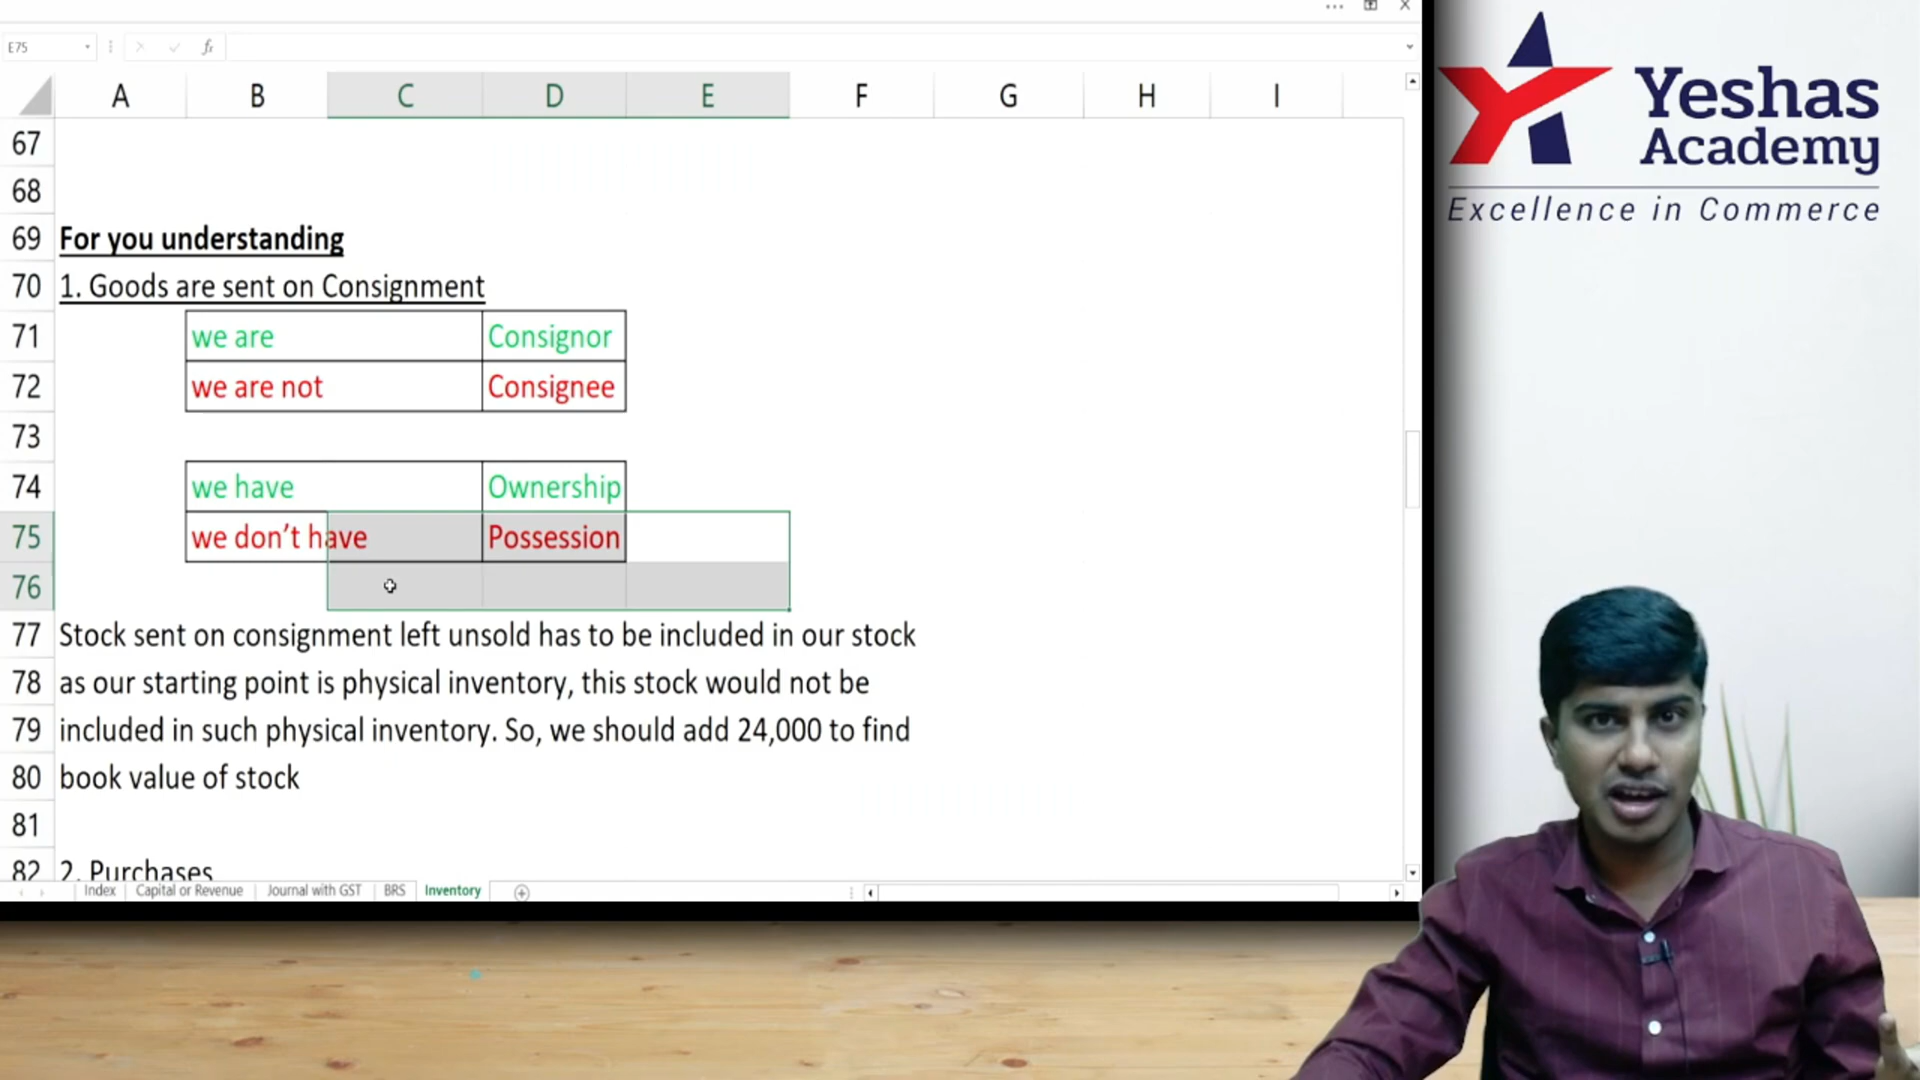 E75
fx
A B C D E F G H I
67
68
69 For you understanding
70 1. Goods are sent on Consignment
71 we are Consignor
72 we are not Consignee
73
74 we have Ownership
75 we don't have Possession
76
77 Stock sent on consignment left unsold has to be included in our stock
78 as our starting point is physical inventory, this stock would not be
79 included in such physical inventory. So, we should add 24,000 to find
80 book value of stock
81
82 2. Purchases
Index Capital or Revenue Journal with GST BRS Inventory
Yeshas
Academy
Excellence in Commerce